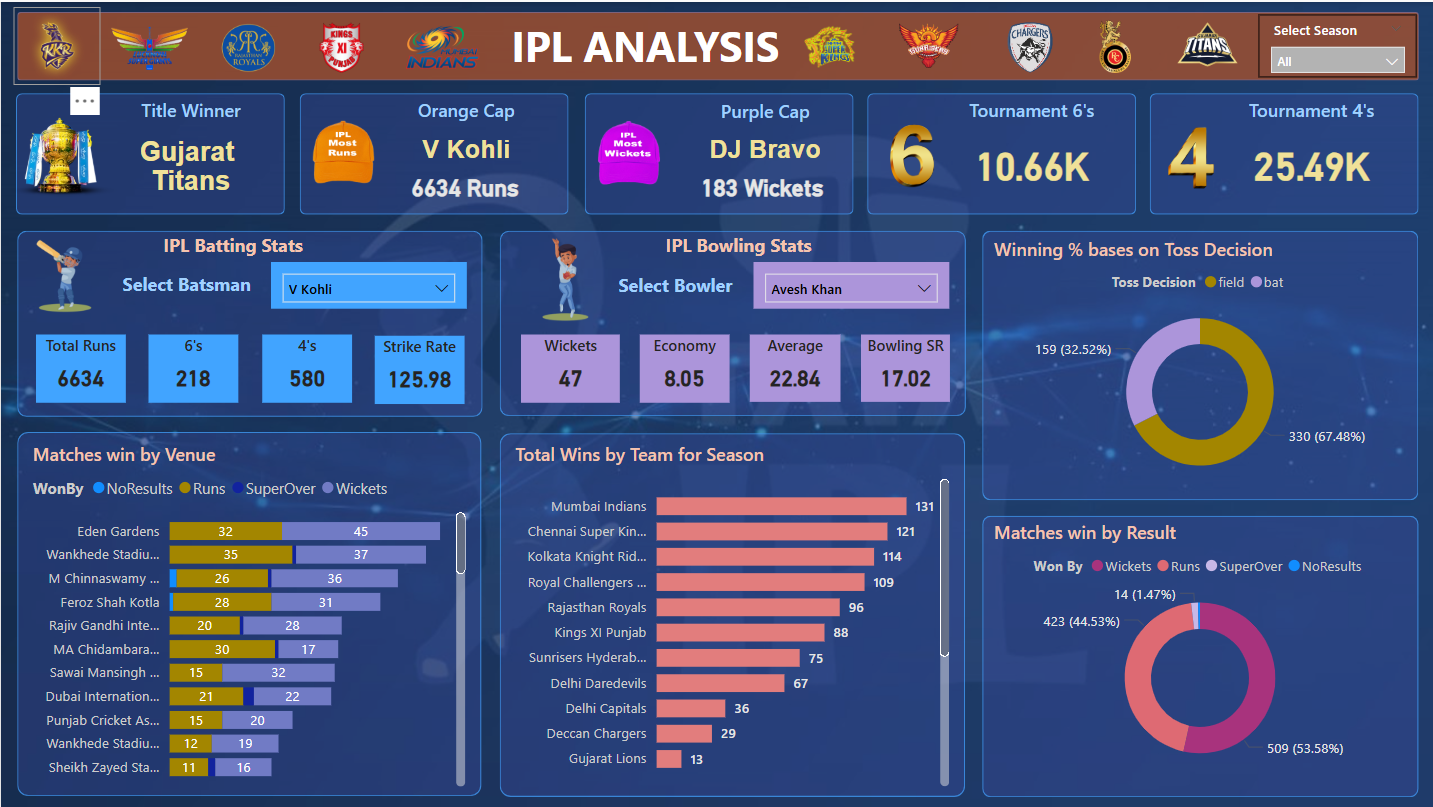 KKR
RAJASTHAN
ROYALS
KINGS
XI
PUNJAB
MUMBAI
INDIANS
IPL ANALYSIS
SUPER
CHARGERS
TITANS
Select Season
All
...
Title Winner
Gujarat
Titans
Orange Cap
IPL
Most
Runs
V Kohli
6634 Runs
Purple Cap
IPL
Most
Wickets
DJ Bravo
183 Wickets
Tournament 6's
6
10.66K
Tournament 4's
4
25.49K
IPL Batting Stats
Select Batsman
V Kohli
Total Runs
6634
6's
218
4's
580
Strike Rate
125.98
IPL Bowling Stats
Select Bowler
Avesh Khan
Wickets
47
Economy
8.05
Average
22.84
Bowling SR
17.02
Winning % bases on Toss Decision
Toss Decision field bat
159 (32.52%)
330 (67.48%)
Matches win by Venue
WonBy NoResults Runs SuperOver Wickets
Eden Gardens 32 45
Wankhede Stadiu... 35 37
M Chinnaswamy ... 26 36
Feroz Shah Kotla 28 31
Rajiv Gandhi Inte... 20 28
MA Chidambara... 30 17
Sawai Mansingh ... 15 32
Dubai Internation... 21 22
Punjab Cricket As... 15 20
Wankhede Stadiu... 12 19
Sheikh Zayed Sta... 11 16
Total Wins by Team for Season
Mumbai Indians 131
Chennai Super Kin... 121
Kolkata Knight Rid... 114
Royal Challengers ... 109
Rajasthan Royals 96
Kings XI Punjab 88
Sunrisers Hyderab... 75
Delhi Daredevils 67
Delhi Capitals 36
Deccan Chargers 29
Gujarat Lions 13
Matches win by Result
Won By Wickets Runs SuperOver NoResults
14 (1.47%)
423 (44.53%)
509 (53.58%)
TATA
IPL